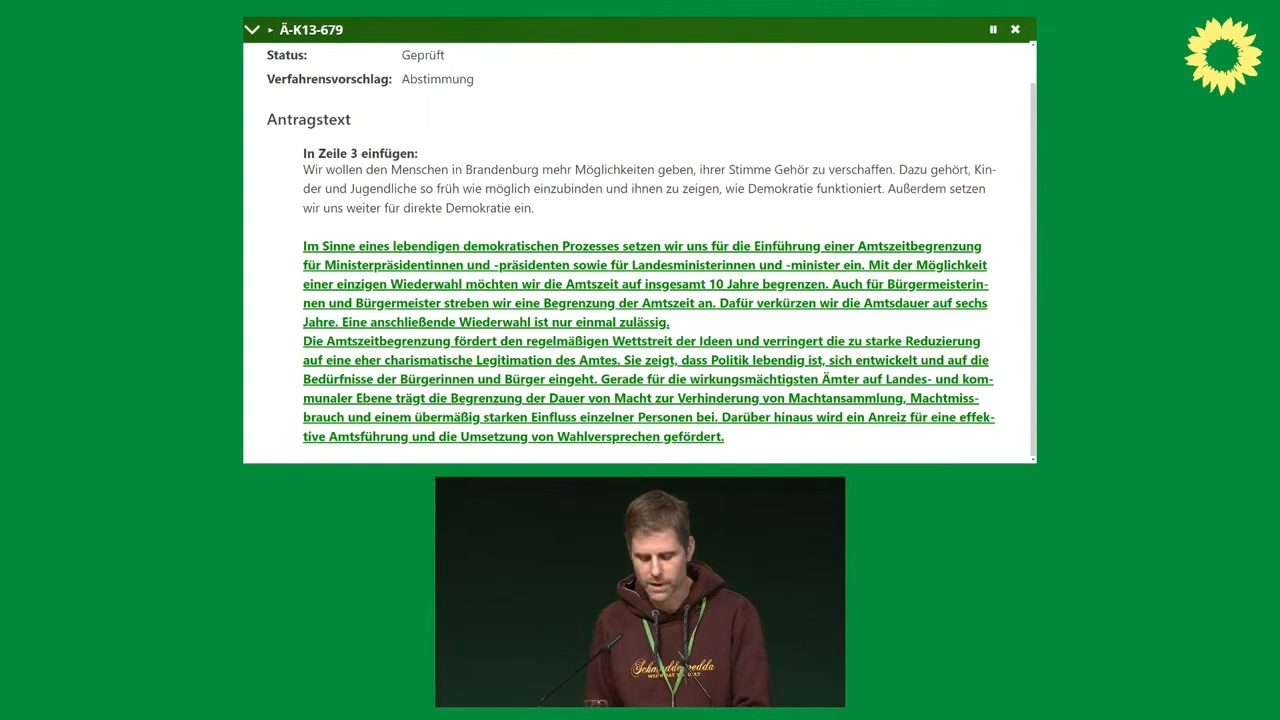 Ä-K13-679
Status: Geprüft
Verfahrensvorschlag: Abstimmung
Antragstext
In Zeile 3 einfügen:
Wir wollen den Menschen in Brandenburg mehr Möglichkeiten geben, ihrer Stimme Gehör zu verschaffen. Dazu gehört, Kin-
der und Jugendliche so früh wie möglich einzubinden und ihnen zu zeigen, wie Demokratie funktioniert. Außerdem setzen
wir uns weiter für direkte Demokratie ein.
Im Sinne eines lebendigen demokratischen Prozesses setzen wir uns für die Einführung einer Amtszeitbegrenzung
für Ministerpräsidentinnen und -präsidenten sowie für Landesministerinnen und -minister ein. Mit der Möglichkeit
einer einzigen Wiederwahl möchten wir die Amtszeit auf insgesamt 10 Jahre begrenzen. Auch für Bürgermeisterin-
nen und Bürgermeister streben wir eine Begrenzung der Amtszeit an. Dafür verkürzen wir die Amtsdauer auf sechs
Jahre. Eine anschließende Wiederwahl ist nur einmal zulässig.
Die Amtszeitbegrenzung fördert den regelmäßigen Wettstreit der Ideen und verringert die zu starke Reduzierung
auf eine eher charismatische Legitimation des Amtes. Sie zeigt, dass Politik lebendig ist, sich entwickelt und auf die
Bedürfnisse der Bürgerinnen und Bürger eingeht. Gerade für die wirkungsmächtigsten Ämter auf Landes- und kom-
munaler Ebene trägt die Begrenzung der Dauer von Macht zur Verhinderung von Machtansammlung, Machtmiss-
brauch und einem übermäßig starken Einfluss einzelner Personen bei. Darüber hinaus wird ein Anreiz für eine effek-
tive Amtsführung und die Umsetzung von Wahlversprechen gefördert.